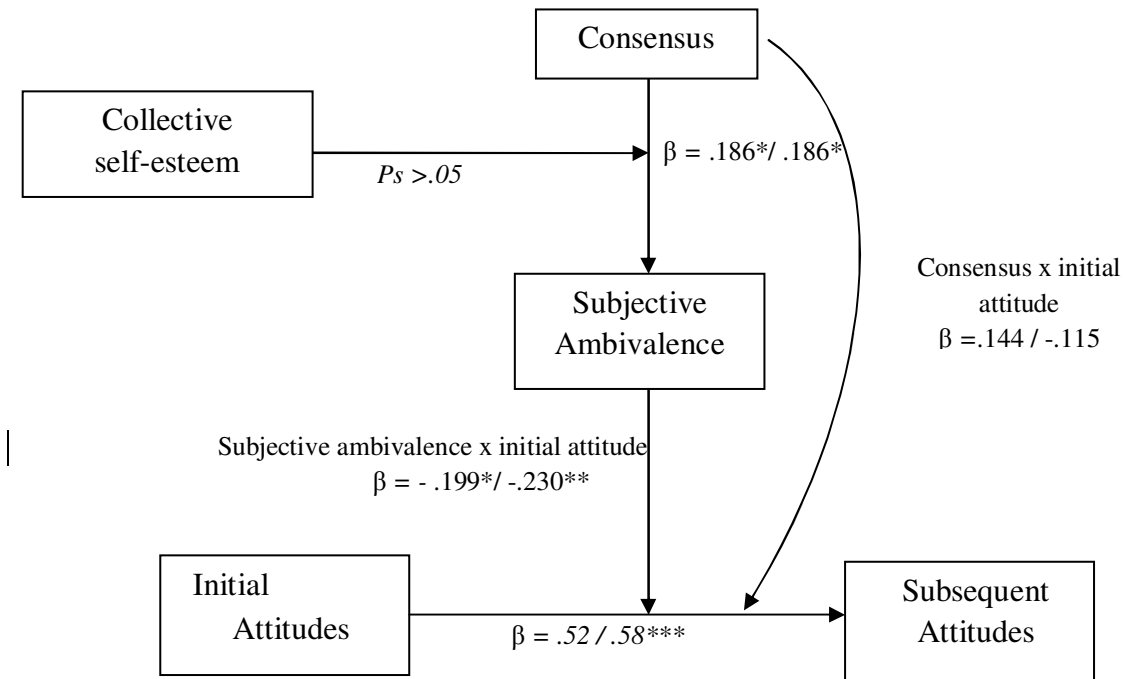 Consensus
Collective
self-esteem
β = .186*/ .186*
Ps >.05
Consensus x initial
attitude
β =.144 / -.115
Subjective
Ambivalence
Subjective ambivalence x initial attitude
β = - .199*/ -.230**
Initial
Attitudes
Subsequent
Attitudes
β = .52 / .58***